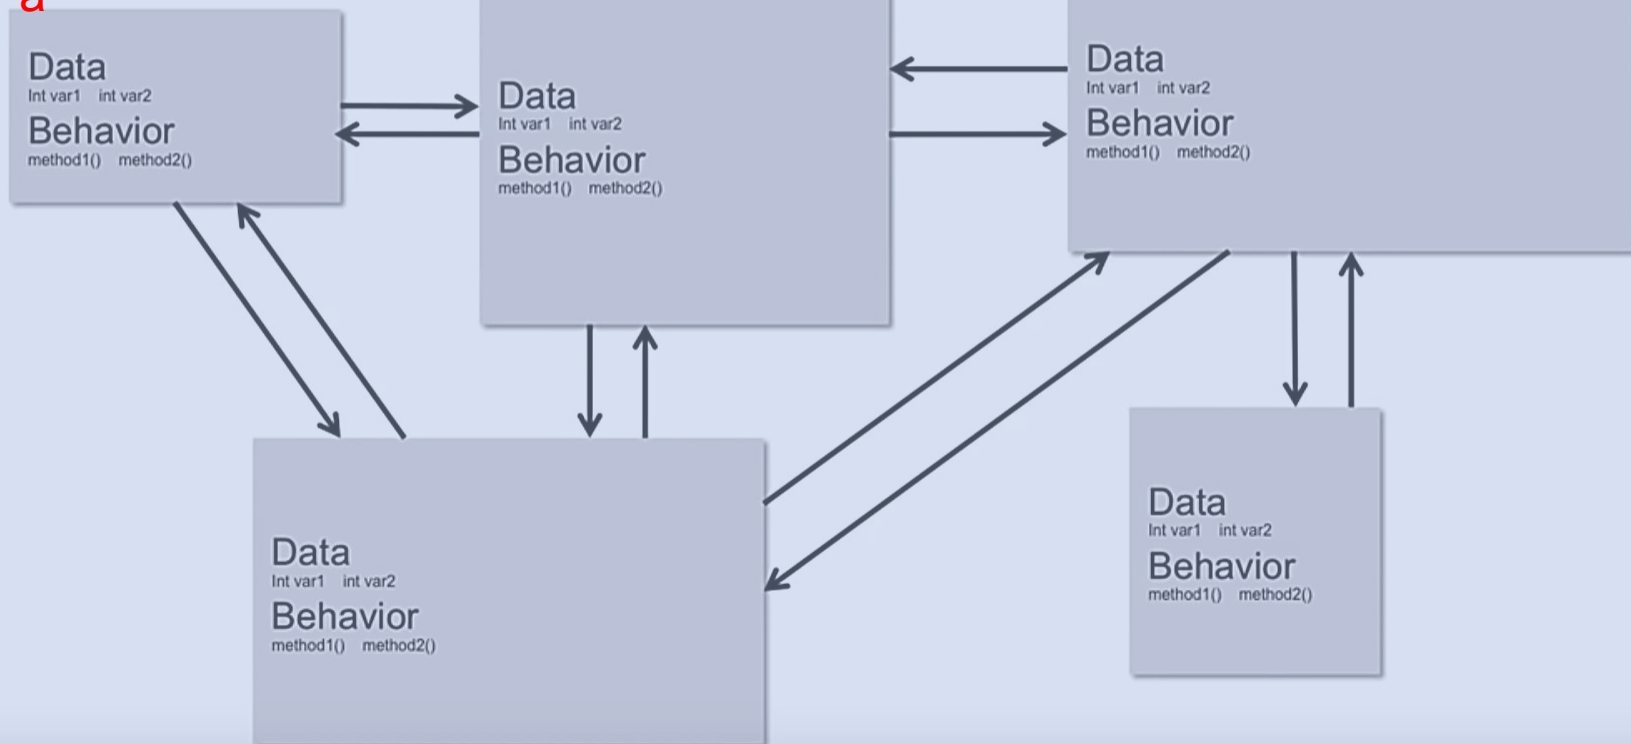 a
Data
Int var1 int var2
Behavior
method1() method2()
Data
Int var1 int var2
Behavior
method1() method2()
Data
Int var1 int var2
Behavior
method1() method2()
Data
Int var1 int var2
Behavior
method1() method2()
Data
Int var1 int var2
Behavior
method1() method2()